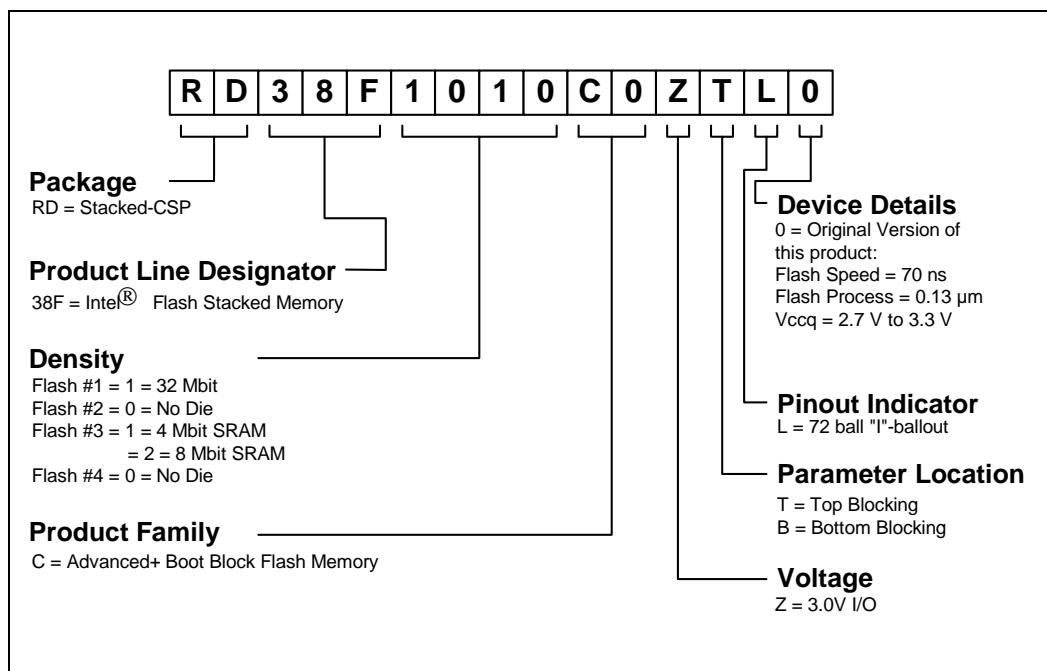 R D 3 8 F 1 0 1 0 C 0 Z T L 0
Package
RD = Stacked-CSP
Product Line Designator
38F = Intel® Flash Stacked Memory
Density
Flash #1 = 1 = 32 Mbit
Flash #2 = 0 = No Die
Flash #3 = 1 = 4 Mbit SRAM
= 2 = 8 Mbit SRAM
Flash #4 = 0 = No Die
Product Family
C = Advanced+ Boot Block Flash Memory
Device Details
0 = Original Version of
this product:
Flash Speed = 70 ns
Flash Process = 0.13 µm
Vccq = 2.7 V to 3.3 V
Pinout Indicator
L = 72 ball "I"-ballout
Parameter Location
T = Top Blocking
B = Bottom Blocking
Voltage
Z = 3.0V I/O